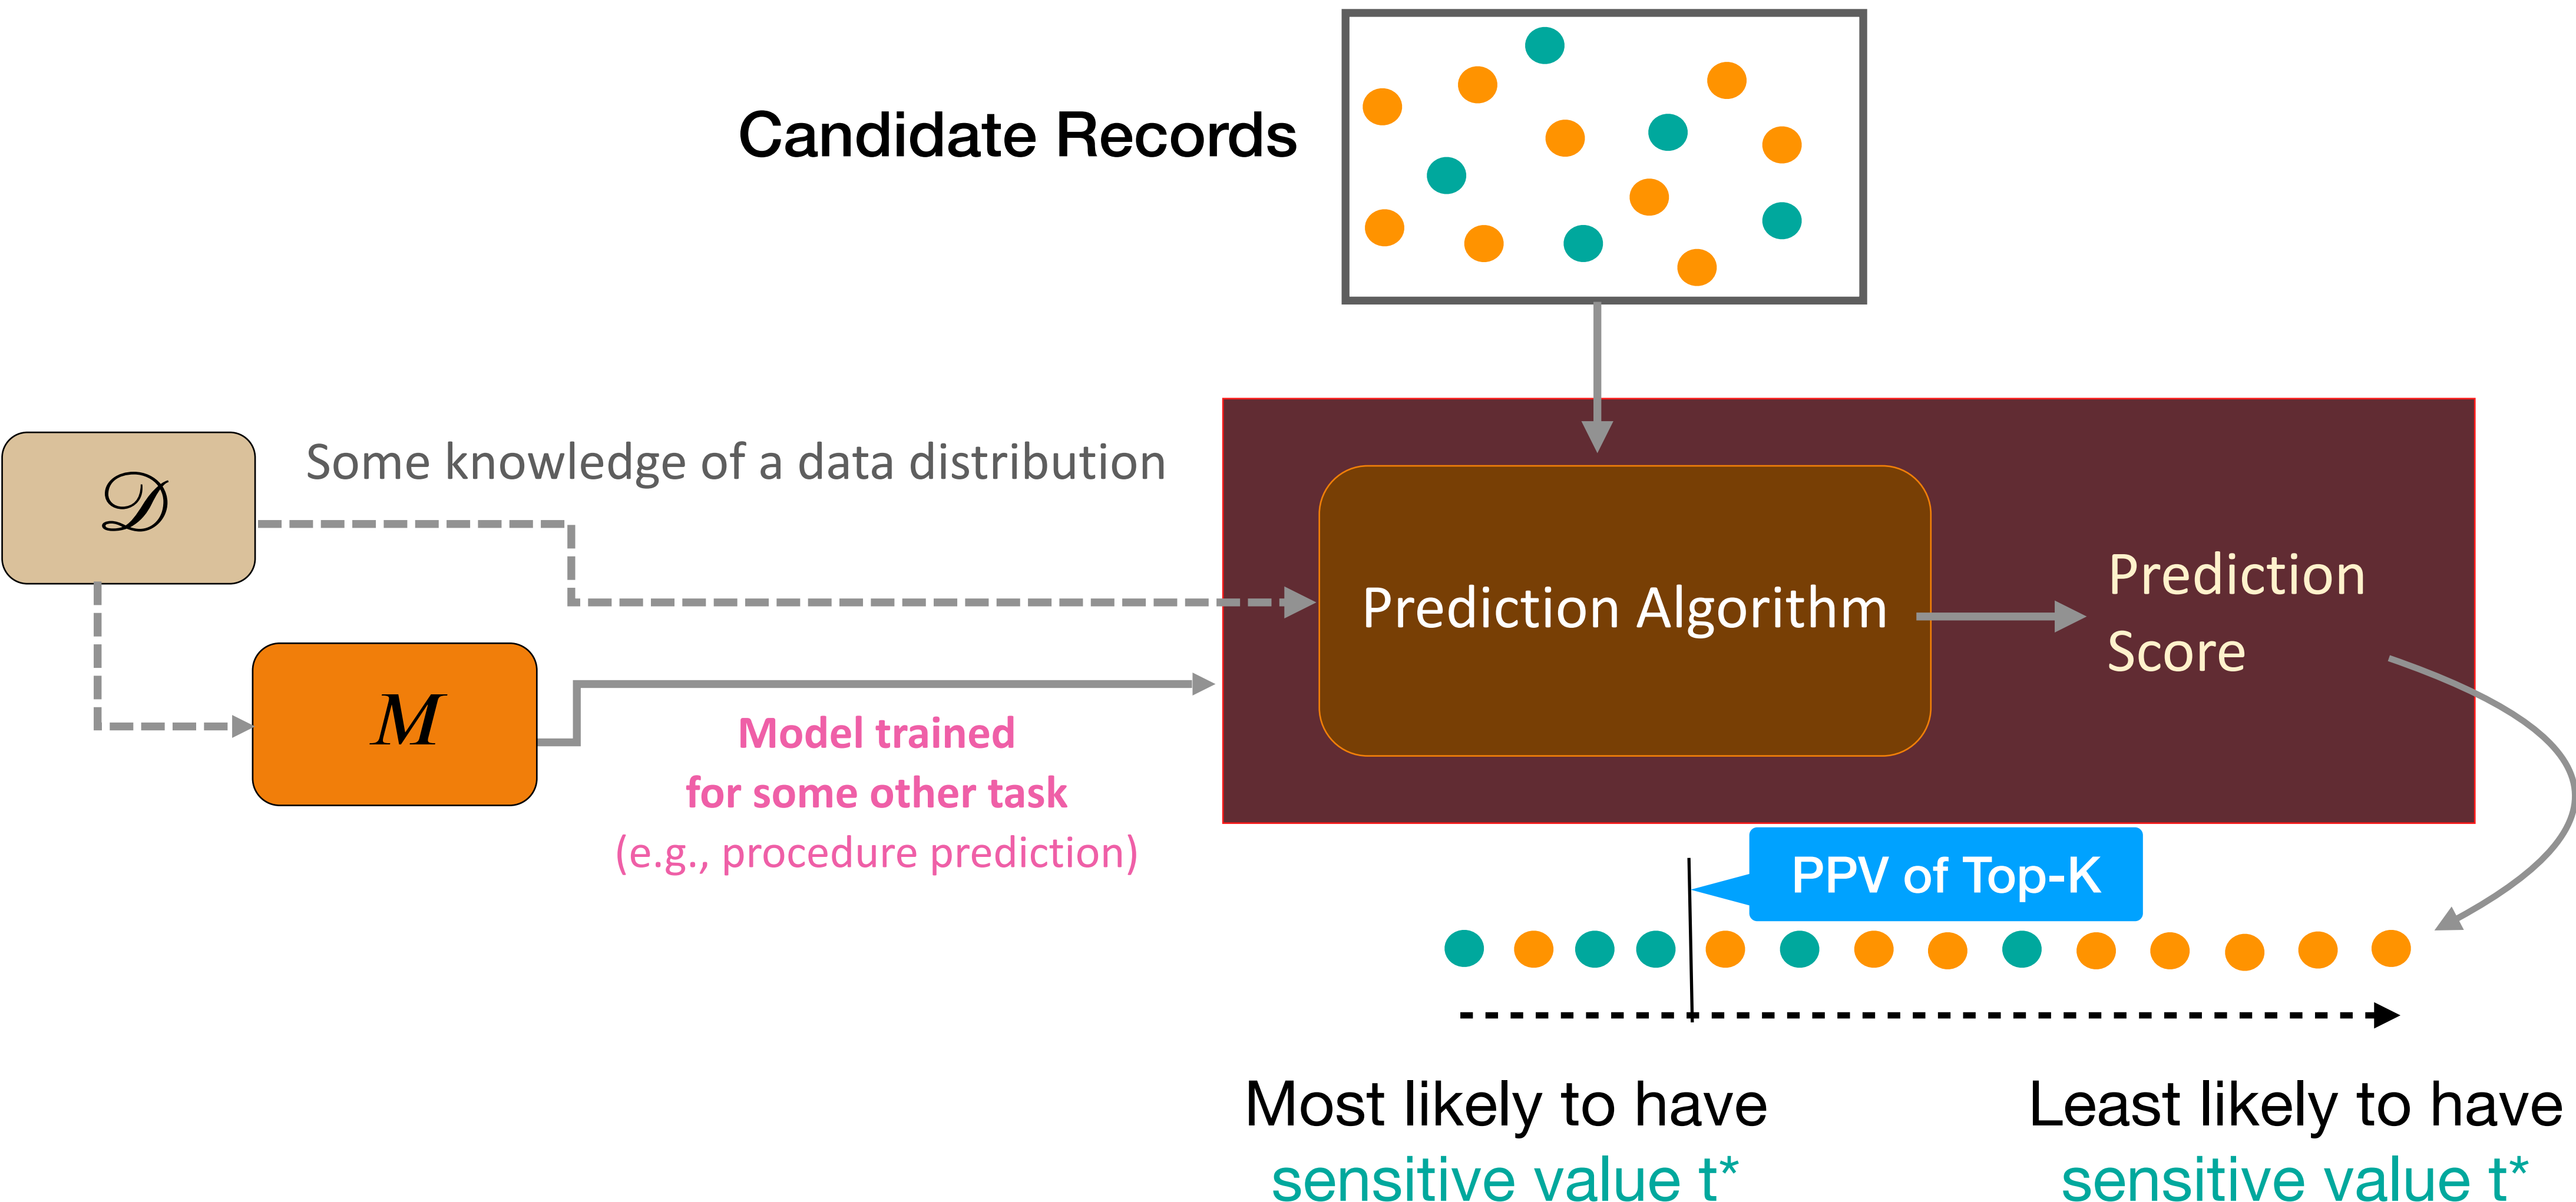 Candidate Records
𝒟
Some knowledge of a data distribution
M
Model trained
for some other task
(e.g., procedure prediction)
Prediction Algorithm
Prediction
Score
PPV of Top-K
Most likely to have
sensitive value t*
Least likely to have
sensitive value t*